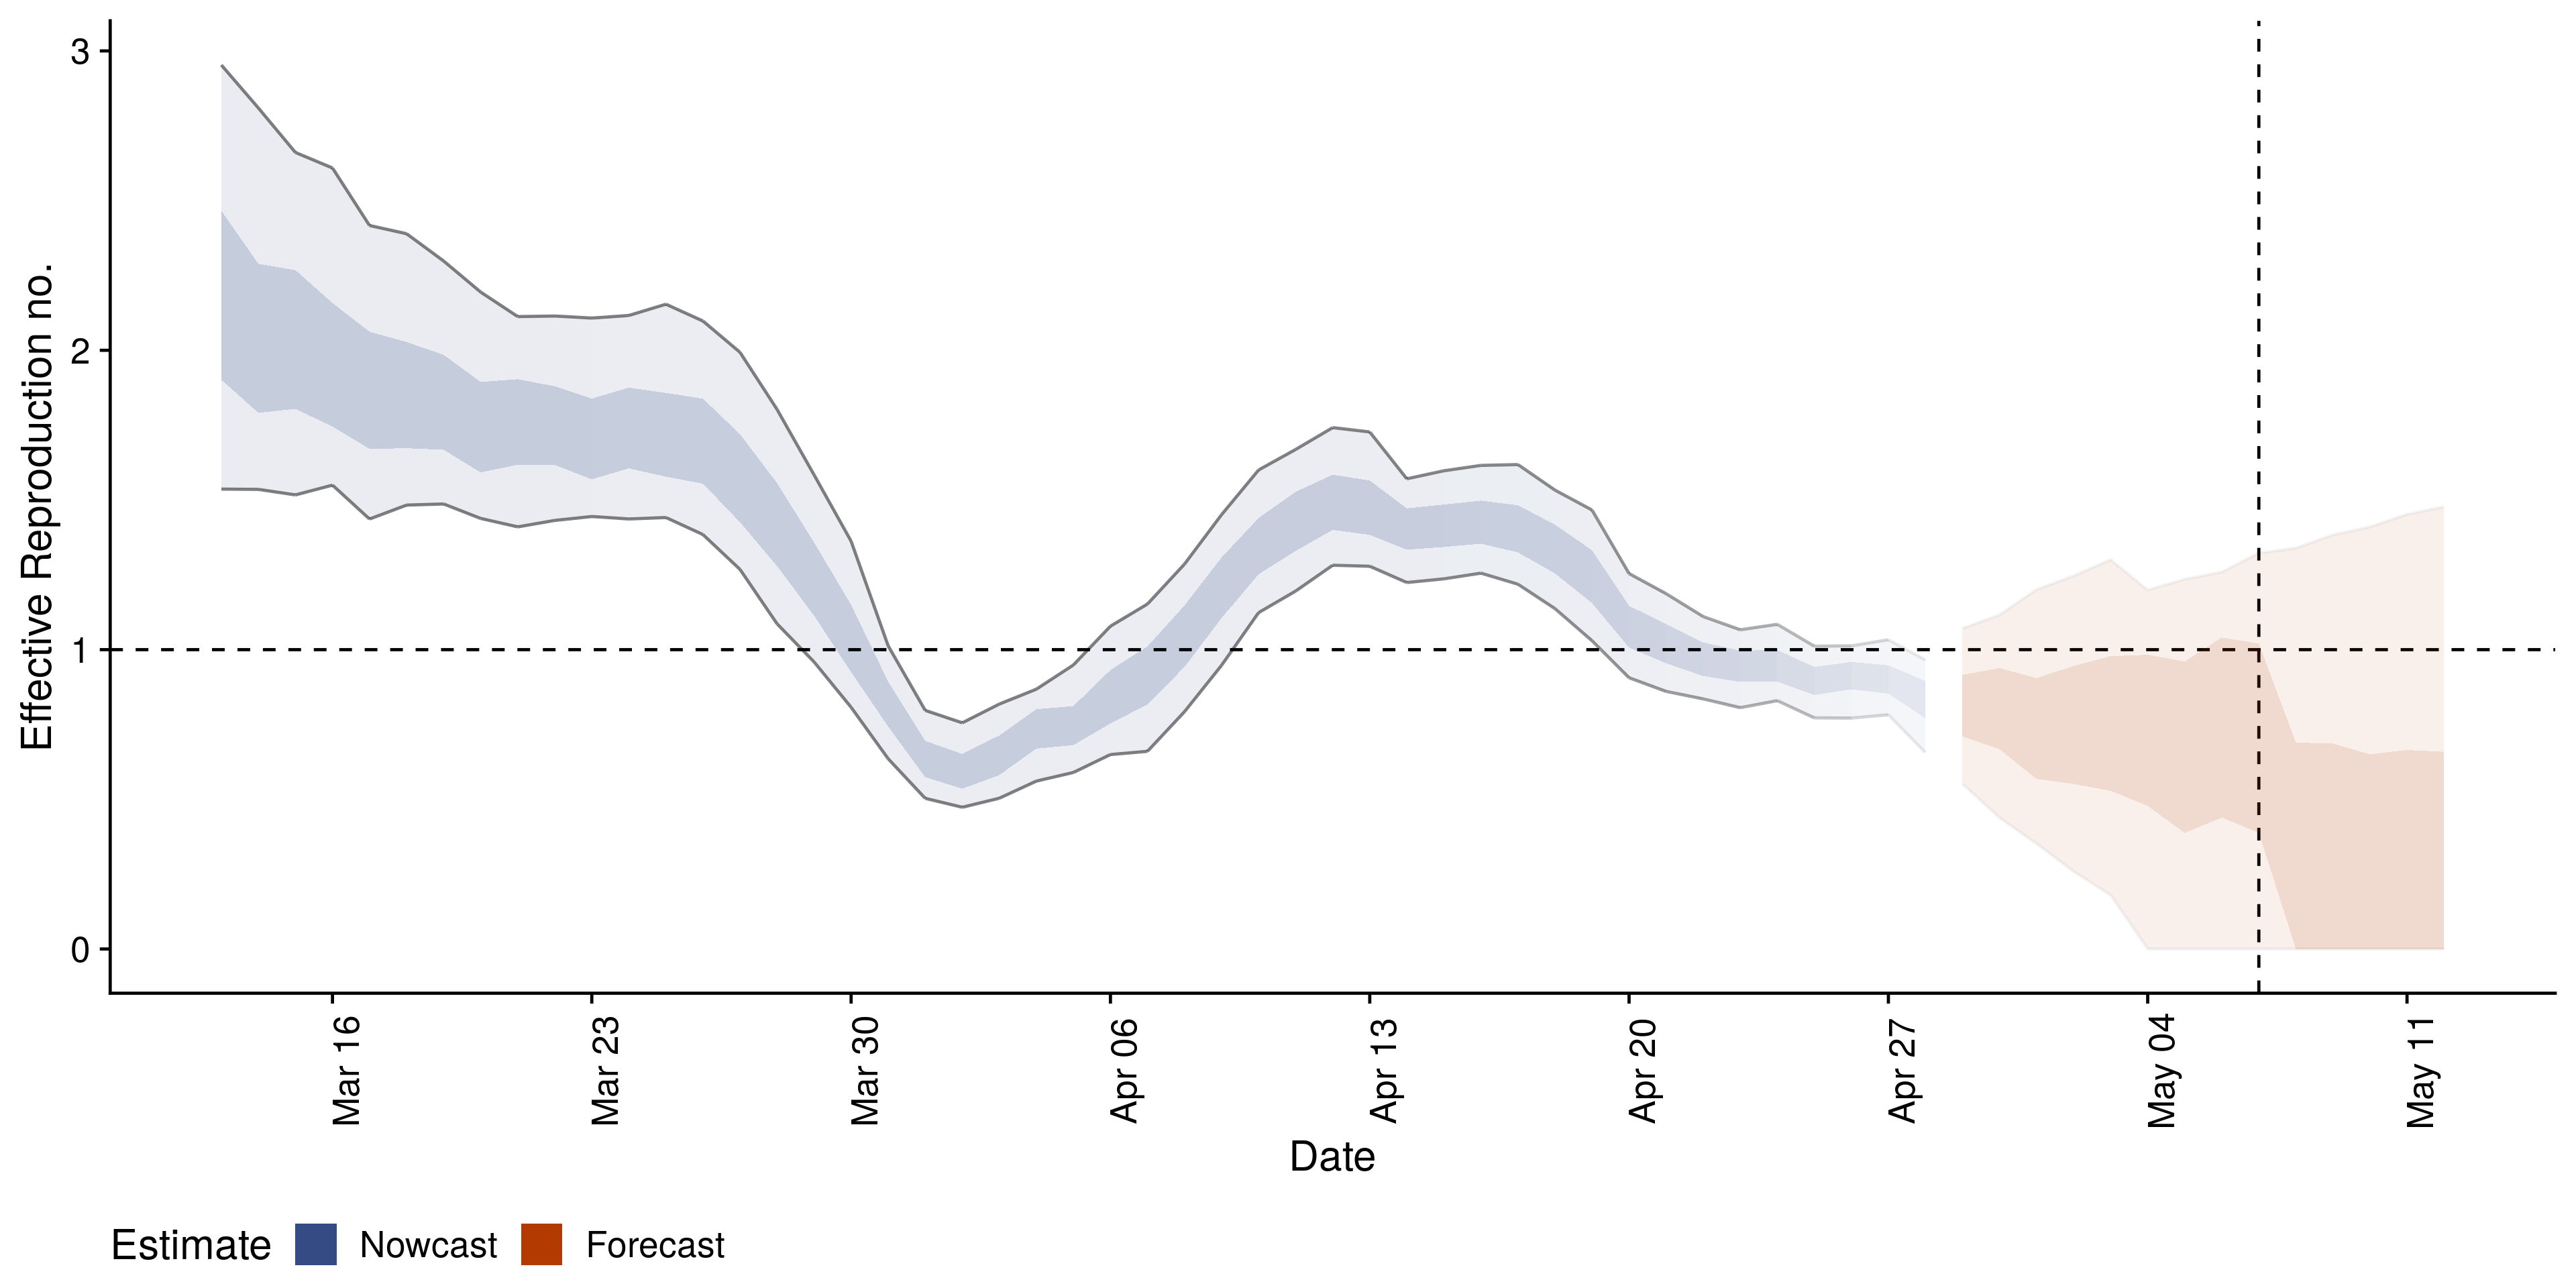 Effective Reproduction no.
3
2
1
0
Mar 16
Mar 23
Mar 30
Apr 06
Apr 13
Apr 20
Apr 27
May 04
May 11
Date
Estimate Nowcast Forecast